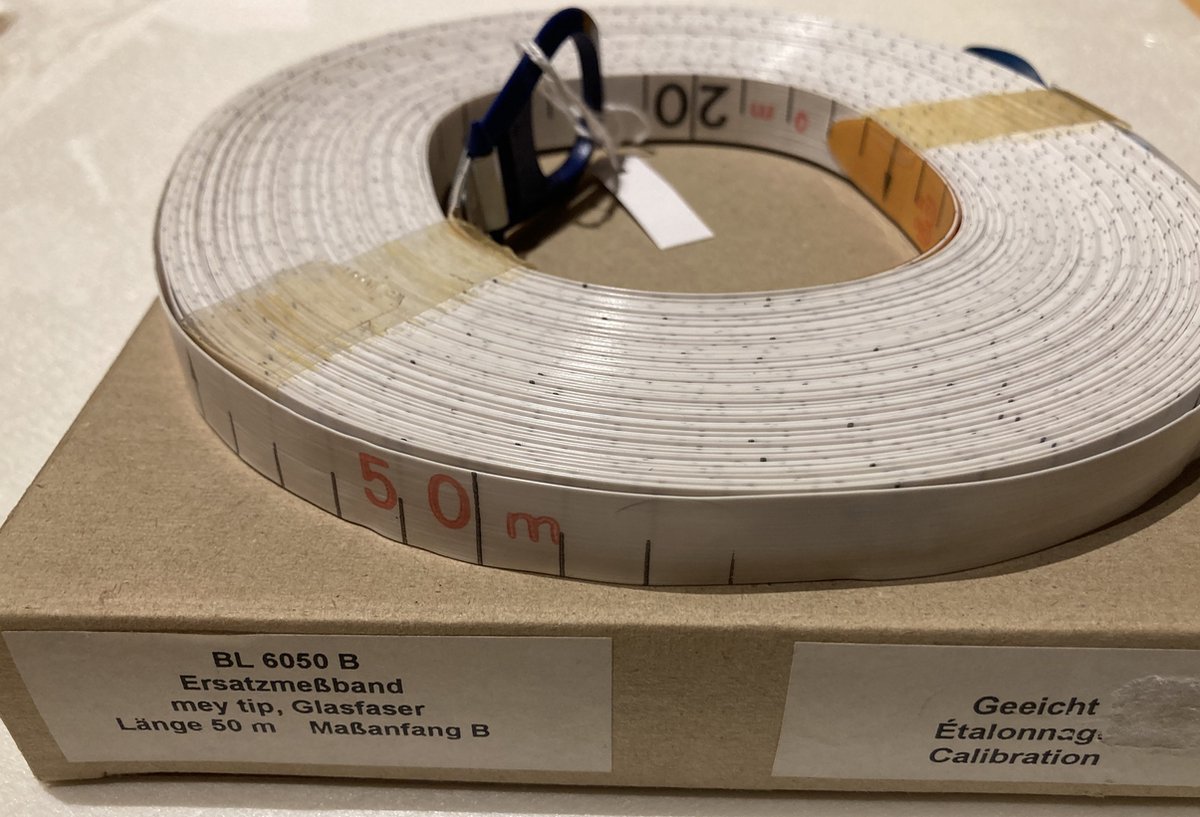 20
m
50 m
BL 6050 B
Ersatzmeßband
mey tip, Glasfaser
Länge 50 m Maßanfang B
Geeicht
Calibration